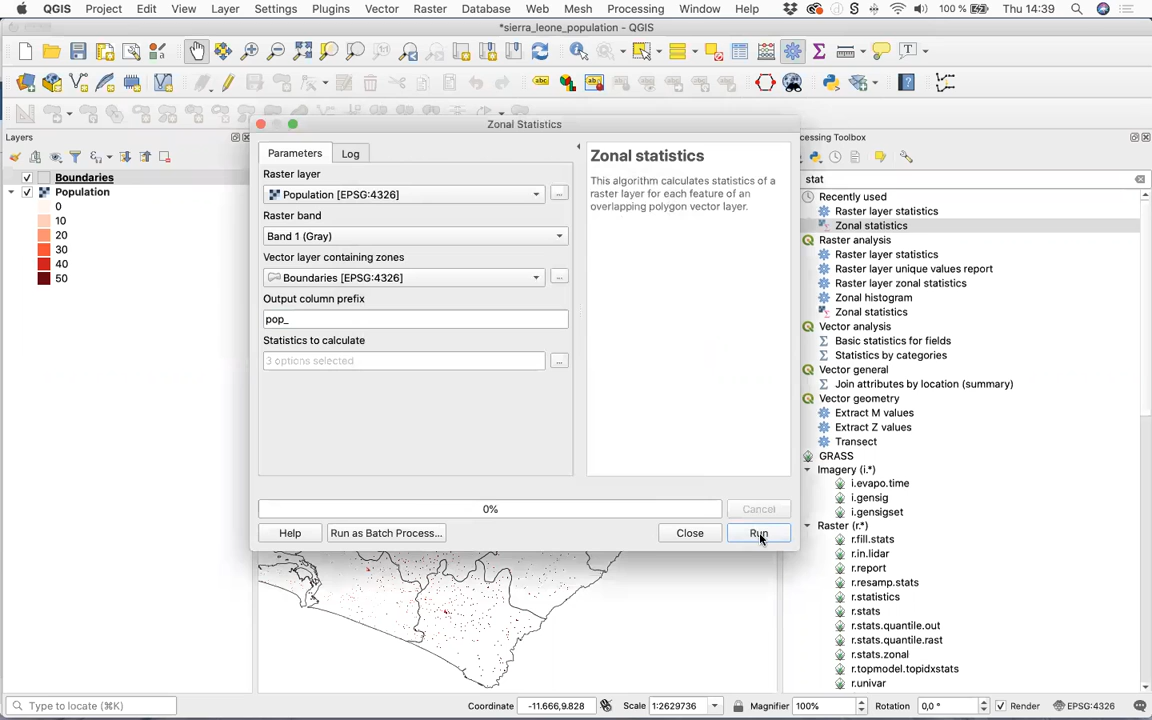 QGIS Project Edit View Layer Settings Plugins Vector Raster Database Web Mesh Processing Window Help 100 % Thu 14:39
*sierra_leone_population - QGIS
Layers
Zonal Statistics
cessing Toolbox
Parameters Log
Zonal statistics
This algorithm calculates statistics of a
raster layer for each feature of an
overlapping polygon vector layer.
Boundaries
Population
0
10
20
30
40
50
Raster layer
Population [EPSG:4326]
Raster band
Band 1 (Gray)
Vector layer containing zones
Boundaries [EPSG:4326]
Output column prefix
pop_
Statistics to calculate
3 options selected
0%
Cancel
Help Run as Batch Process... Close Run
stat
Recently used
Raster layer statistics
Zonal statistics
Raster analysis
Raster layer statistics
Raster layer unique values report
Raster layer zonal statistics
Zonal histogram
Zonal statistics
Vector analysis
Basic statistics for fields
Statistics by categories
Vector general
Join attributes by location (summary)
Vector geometry
Extract M values
Extract Z values
Transect
GRASS
Imagery (i.*)
i.evapo.time
i.gensig
i.gensigset
Raster (r.*)
r.fill.stats
r.in.lidar
r.report
r.resamp.stats
r.statistics
r.stats
r.stats.quantile.out
r.stats.quantile.rast
r.stats.zonal
r.topmodel.topidxstats
r.univar
Type to locate (⌘K) Coordinate -11.666,9.828 Scale 1:2629736 Magnifier 100% Rotation 0,0 ° Render EPSG:4326